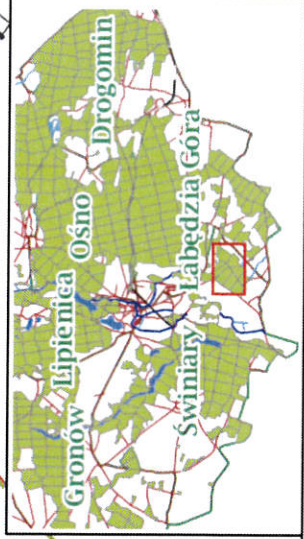 Gronów
Lipienica
Ośno
Drogomin
Świniary
Łabędzia Góra